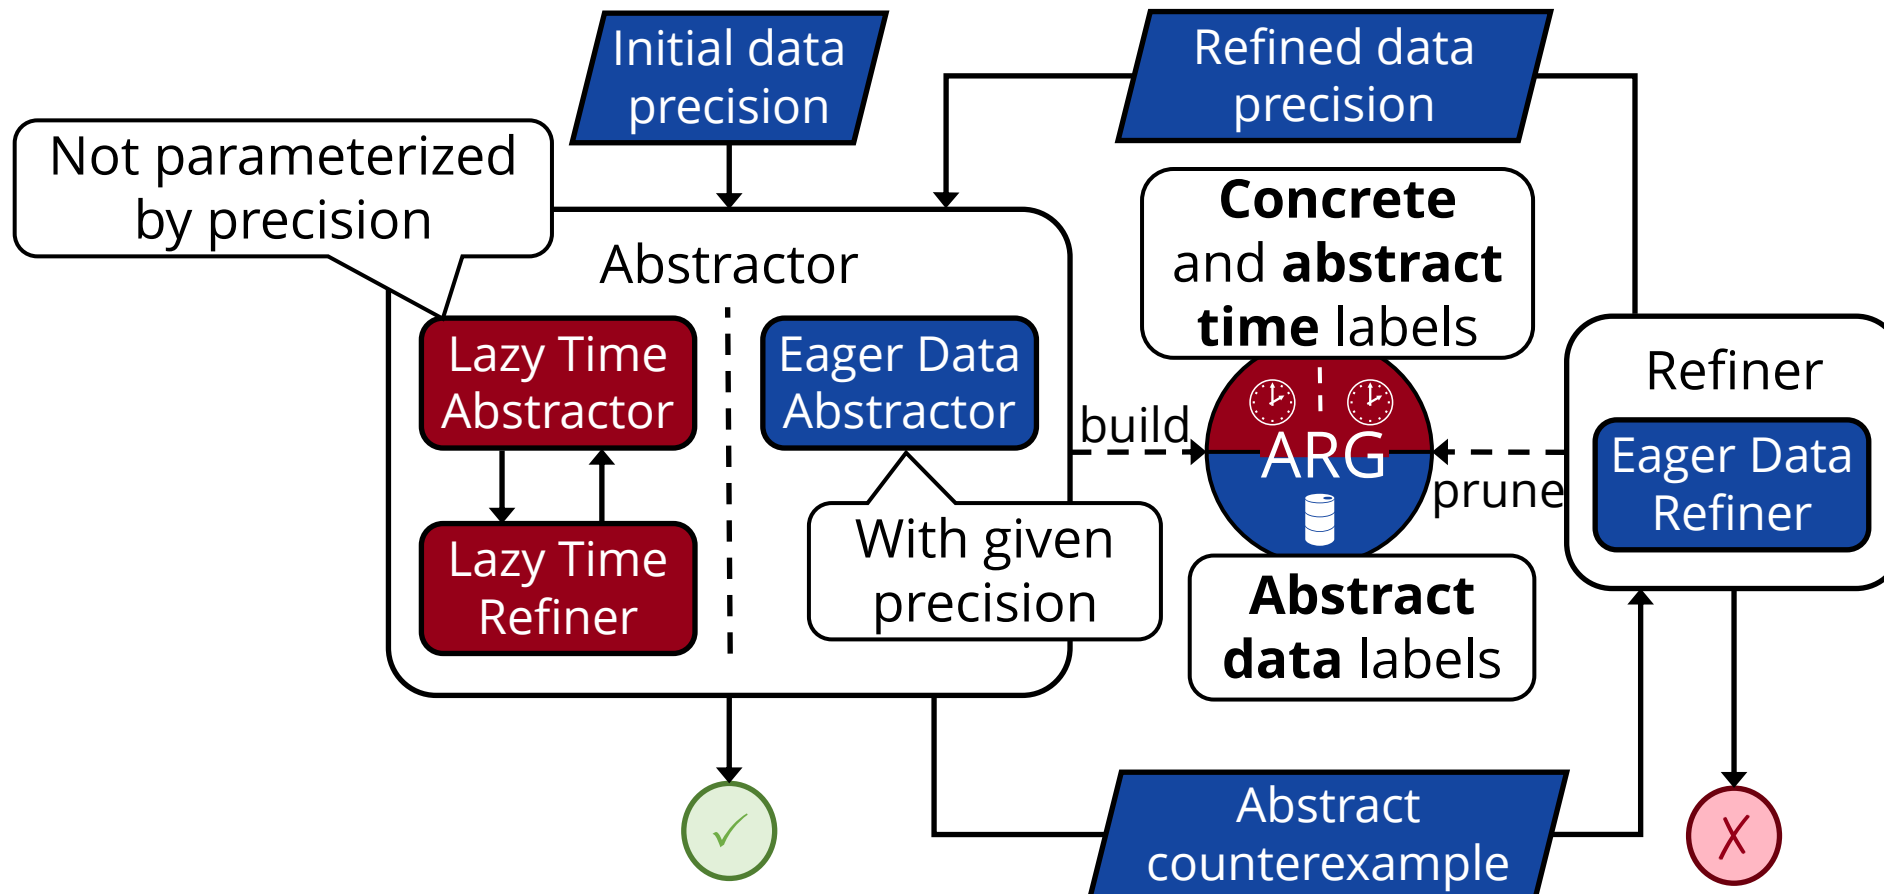 Initial data
precision
Refined data
precision
Not parameterized
by precision
Concrete
and abstract
time labels
Abstractor
Lazy Time
Abstractor
Eager Data
Abstractor
Refiner
build
ARG
prune
Eager Data
Refiner
With given
precision
Lazy Time
Refiner
Abstract
data labels
Abstract
counterexample
✓
✗